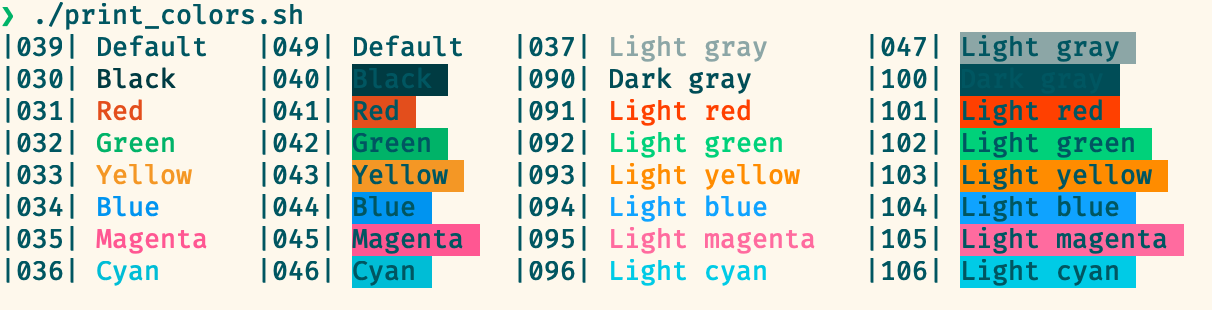 ❯ ./print_colors.sh
|039| Default |049| Default |037| Light gray |047| Light gray
|030| Black |040| Black |090| Dark gray |100| Dark gray
|031| Red |041| Red |091| Light red |101| Light red
|032| Green |042| Green |092| Light green |102| Light green
|033| Yellow |043| Yellow |093| Light yellow |103| Light yellow
|034| Blue |044| Blue |094| Light blue |104| Light blue
|035| Magenta |045| Magenta |095| Light magenta |105| Light magenta
|036| Cyan |046| Cyan |096| Light cyan |106| Light cyan